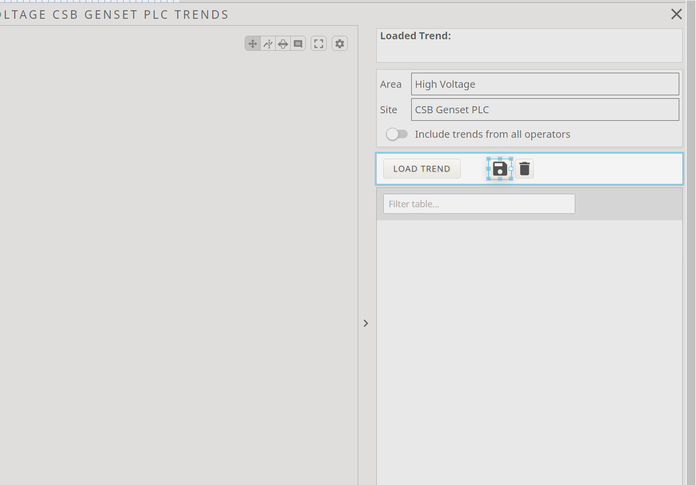 OLTAGE CSB GENSET PLC TRENDS
Loaded Trend:
Area High Voltage
Site CSB Genset PLC
Include trends from all operators
LOAD TREND
Filter table...